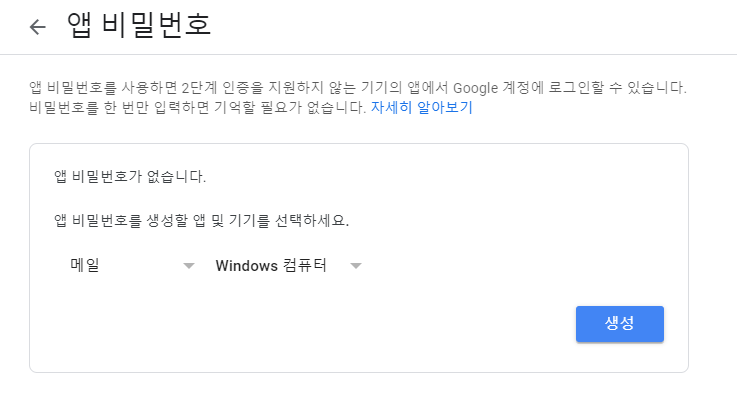 앱 비밀번호
앱 비밀번호를 사용하면 2단계 인증을 지원하지 않는 기기의 앱에서 Google 계정에 로그인할 수 있습니다.
비밀번호를 한 번만 입력하면 기억할 필요가 없습니다. 자세히 알아보기
앱 비밀번호가 없습니다.
앱 비밀번호를 생성할 앱 및 기기를 선택하세요.
메일 Windows 컴퓨터
생성